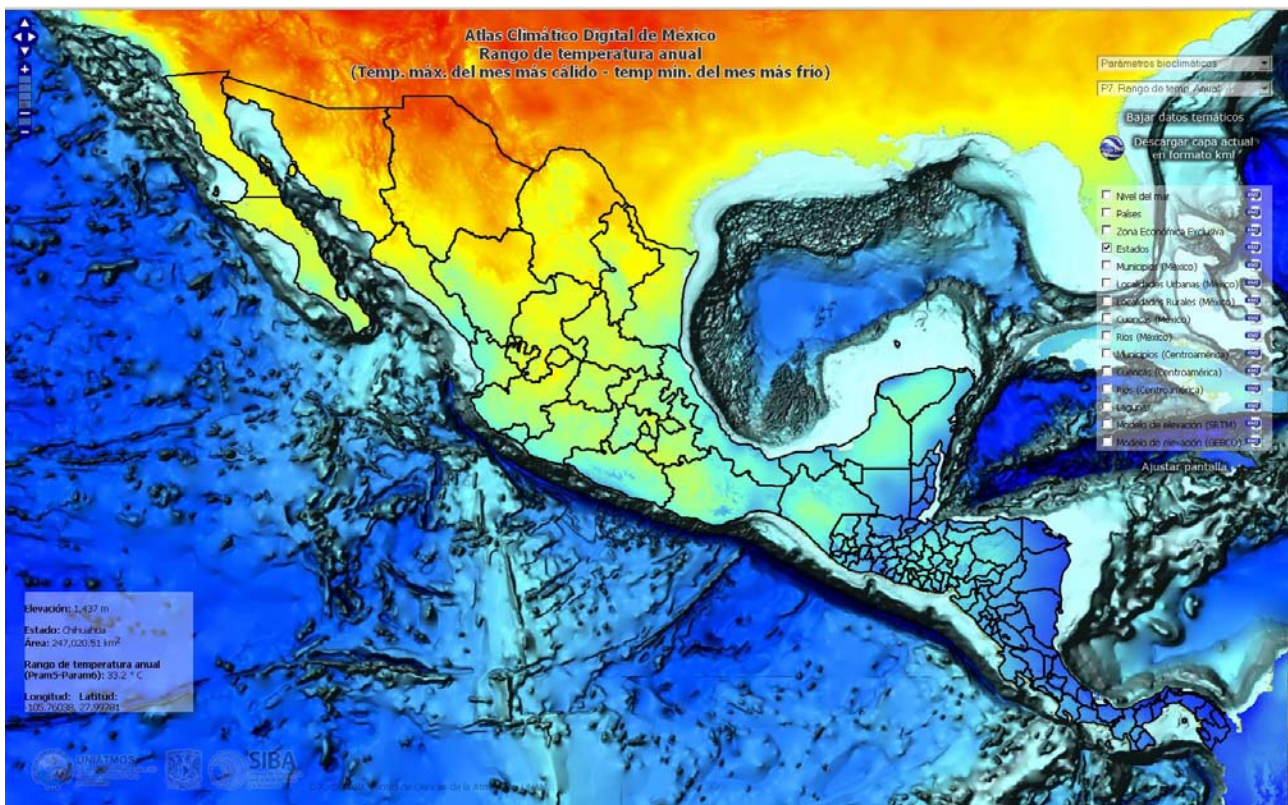 Atlas Climático Digital de México
Rango de temperatura anual
(Temp. máx. del mes más cálido - temp min. del mes más frío)
Parámetros bioclimáticos
P7. Rango de temp. Anual
Bajar datos temáticos
Descargar capa actual
en formato kml
Nivel del mar
Países
Zona Económica Exclusiva
Estados
Municipios (México)
Localidades Urbanas (México)
Localidades Rurales (México)
Cuencas (México)
Ríos (México)
Municipios (Centroamérica)
Cuencas (Centroamérica)
Ríos (Centroamérica)
Lagunas
Modelo de elevación (SRTM)
Modelo de elevación (GEBCO)
Ajustar pantalla
Elevación: 1,437 m
Estado: Chihuahua
Área: 247,020.51 km²
Rango de temperatura anual
(Pram5-Param6): 33.2 ° C
Longitud: Latitud:
-105.76038, 27.99781
UNIATMOS
SIBA